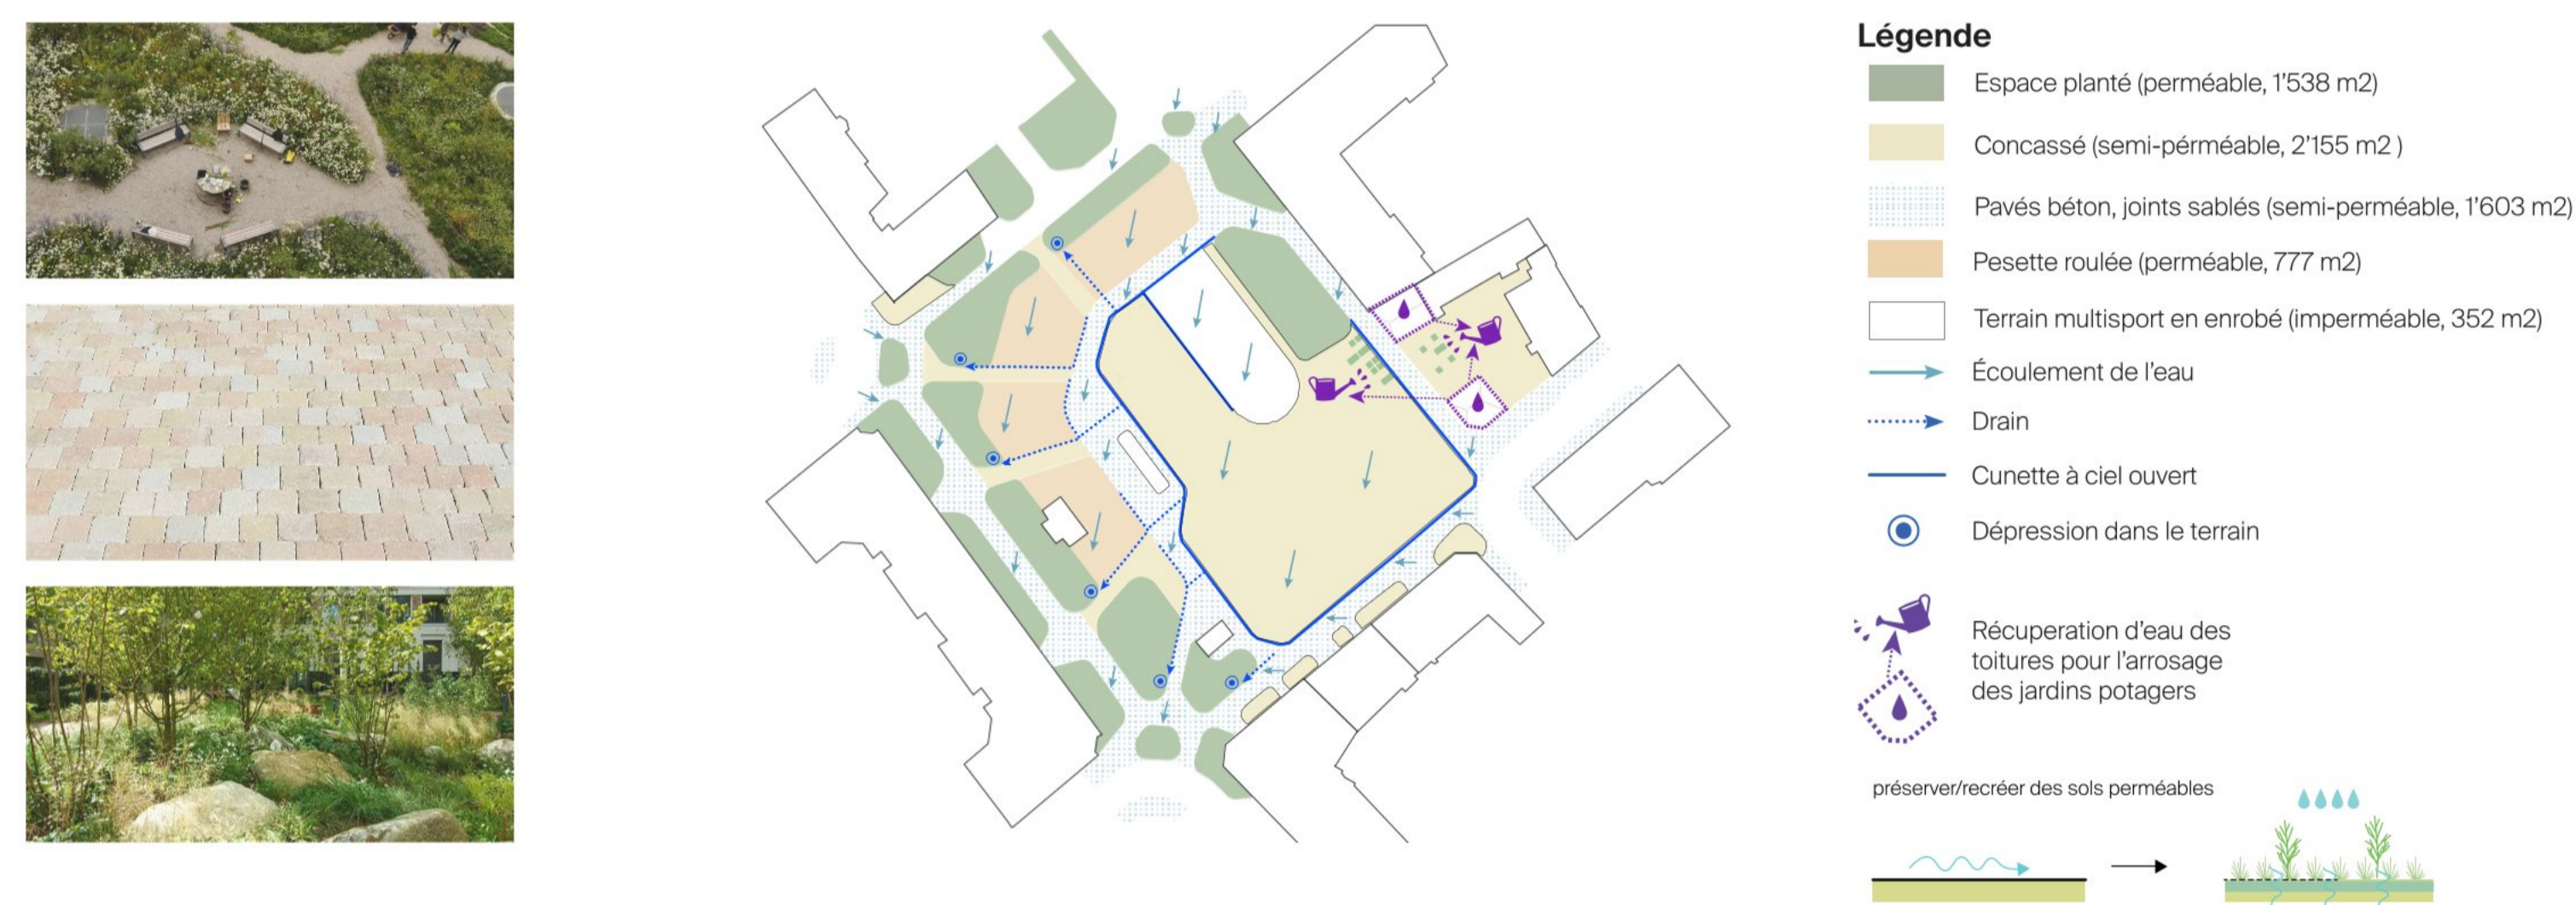 Légende
Espace planté (perméable, 1'538 m2)
Concassé (semi-pérméable, 2'155 m2 )
Pavés béton, joints sablés (semi-perméable, 1'603 m2)
Pesette roulée (perméable, 777 m2)
Terrain multisport en enrobé (imperméable, 352 m2)
Écoulement de l'eau
Drain
Cunette à ciel ouvert
Dépression dans le terrain
Récuperation d'eau des
toitures pour l'arrosage
des jardins potagers
préserver/recréer des sols perméables